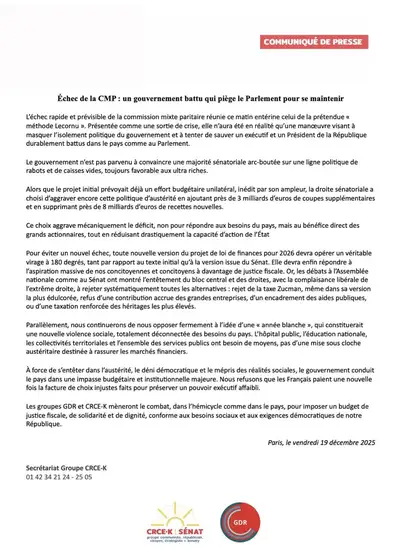 COMMUNIQUÉ DE PRESSE
Échec de la CMP : un gouvernement battu qui piège le Parlement pour se maintenir
L'échec rapide et prévisible de la commission mixte paritaire réunie ce matin entérine celui de la prétendue «
méthode Lecornu ». Présentée comme une sortie de crise, elle n'aura été en réalité qu'une manœuvre visant à
masquer l'isolement politique du gouvernement et à tenter de sauver un exécutif et un Président de la République
durablement battus dans le pays comme au Parlement.
Le gouvernement n'est pas parvenu à convaincre une majorité sénatoriale arc-boutée sur une ligne politique de
rabots et de caisses vides, toujours favorable aux ultra riches.
Alors que le projet initial prévoyait déjà un effort budgétaire unilatéral, inédit par son ampleur, la droite sénatoriale a
choisi d'aggraver encore cette politique d'austérité en ajoutant près de 3 milliards d'euros de coupes supplémentaires
et en supprimant près de 8 milliards d'euros de recettes nouvelles.
Ce choix aggrave mécaniquement le déficit, non pour répondre aux besoins du pays, mais au bénéfice direct des
grands actionnaires, tout en réduisant drastiquement la capacité d'action de l'État
Pour éviter un nouvel échec, toute nouvelle version du projet de loi de finances pour 2026 devra opérer un véritable
virage à 180 degrés, tant par rapport au texte initial qu'à la version issue du Sénat. Elle devra enfin répondre à
l'aspiration massive de nos concitoyennes et concitoyens à davantage de justice fiscale. Or, les débats à l'Assemblée
nationale comme au Sénat ont montré l'entêtement du bloc central et des droites, avec la complaisance libérale de
l'extrême droite, à rejeter systématiquement toutes les alternatives : rejet de la taxe Zucman, même dans sa version
la plus édulcorée, refus d'une contribution accrue des grandes entreprises, d'un encadrement des aides publiques,
ou d'une taxation renforcée des héritages les plus élevés.
Parallèlement, nous continuerons de nous opposer fermement à l'idée d'une « année blanche », qui constituerait
une nouvelle violence sociale, totalement déconnectée des besoins du pays. L'hôpital public, l'éducation nationale,
les collectivités territoriales et l'ensemble des services publics ont besoin de moyens, pas d'une mise sous cloche
austéritaire destinée à rassurer les marchés financiers.
À force de s'entêter dans l'austérité, le déni démocratique et le mépris des réalités sociales, le gouvernement conduit
le pays dans une impasse budgétaire et institutionnelle majeure. Nous refusons que les Français paient une nouvelle
fois la facture de choix injustes faits pour préserver un pouvoir exécutif affaibli.
Les groupes GDR et CRCE-K mèneront le combat, dans l'hémicycle comme dans le pays, pour imposer un budget de
justice fiscale, de solidarité et de dignité, conforme aux besoins sociaux et aux exigences démocratiques de notre
République.
Paris, le vendredi 19 décembre 2025
Secrétariat Groupe CRCE-K
01 42 34 21 24 - 25 05
CRCE-K | SÉNAT
GDR